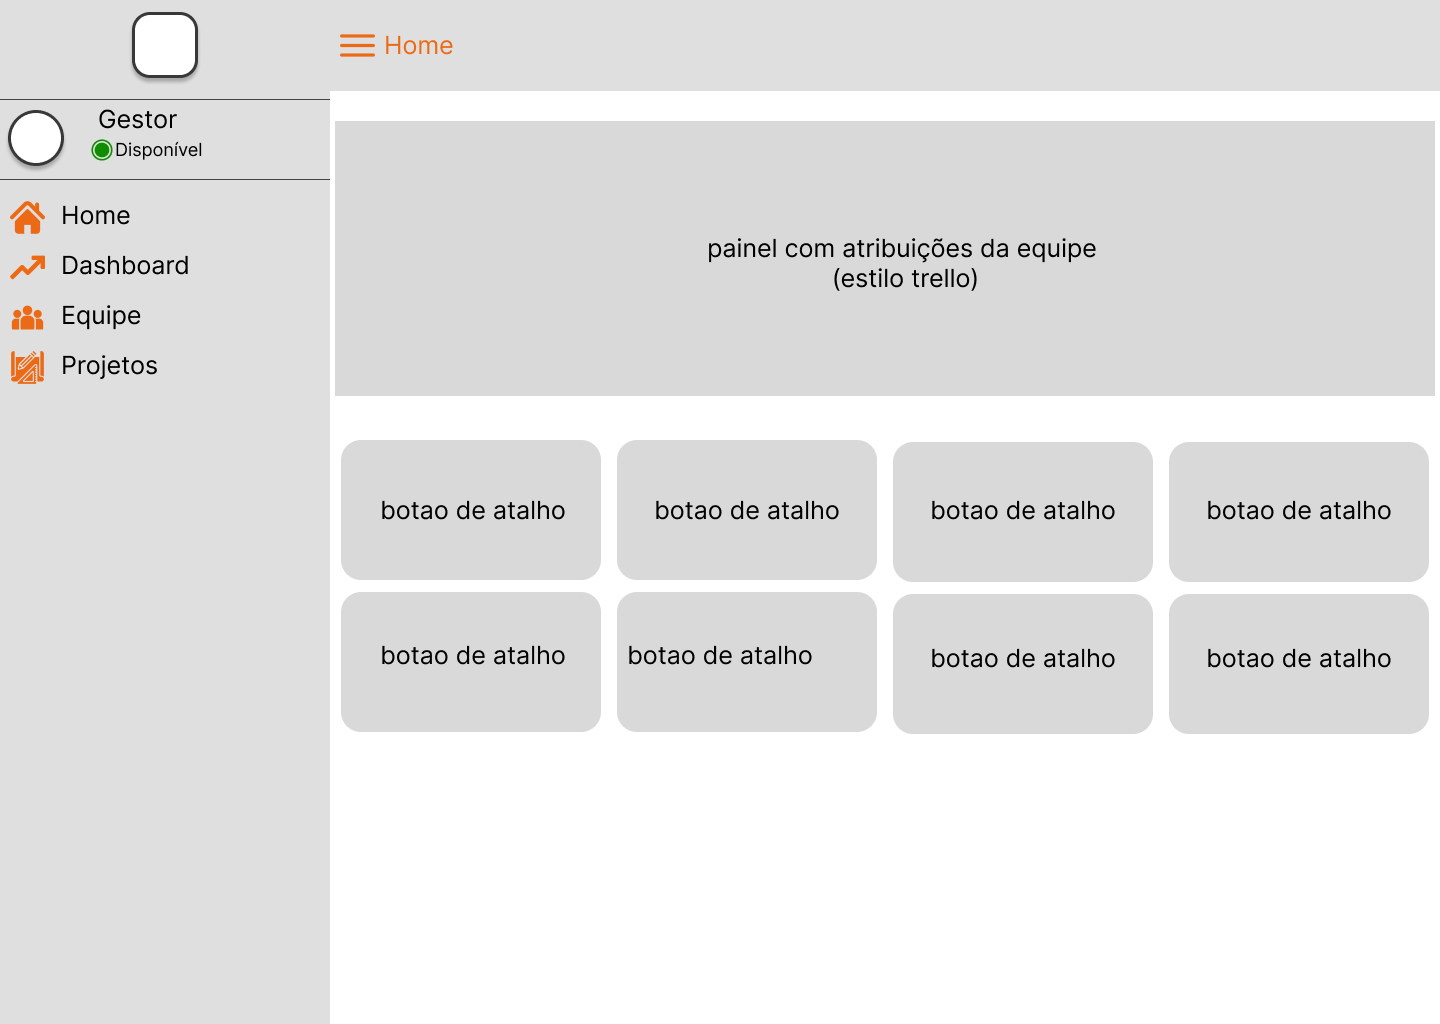 Home
Gestor
Disponível
Home
Dashboard
Equipe
Projetos
painel com atribuições da equipe
(estilo trello)
botao de atalho
botao de atalho
botao de atalho
botao de atalho
botao de atalho
botao de atalho
botao de atalho
botao de atalho